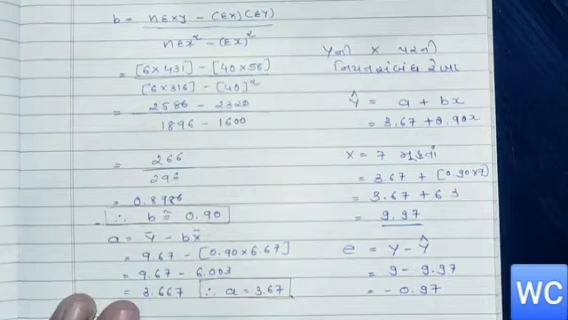 b = nΣxy - (Σx)(Σy)
nΣx² - (Σx)²
= [6×431] - [40×58]
[6×316] - [40]²
= 2586 - 2320
1896 - 1600
= 266
296
= 0.8986
∴ b ≅ 0.90
a = ȳ - bx̄
= 9.67 - [0.90×6.67]
= 9.67 - 6.003
= 3.667 ∴ a = 3.67
Yની X પરની
નિયતસંબંધ રેખા
Ŷ = a + bx
= 3.67 + 0.90x
X = 7 મૂકતાં
= 3.67 + [0.90×7]
= 3.67 + 6.3
= 9.97
e = Y - Ŷ
= 9 - 9.97
= - 0.97
WC